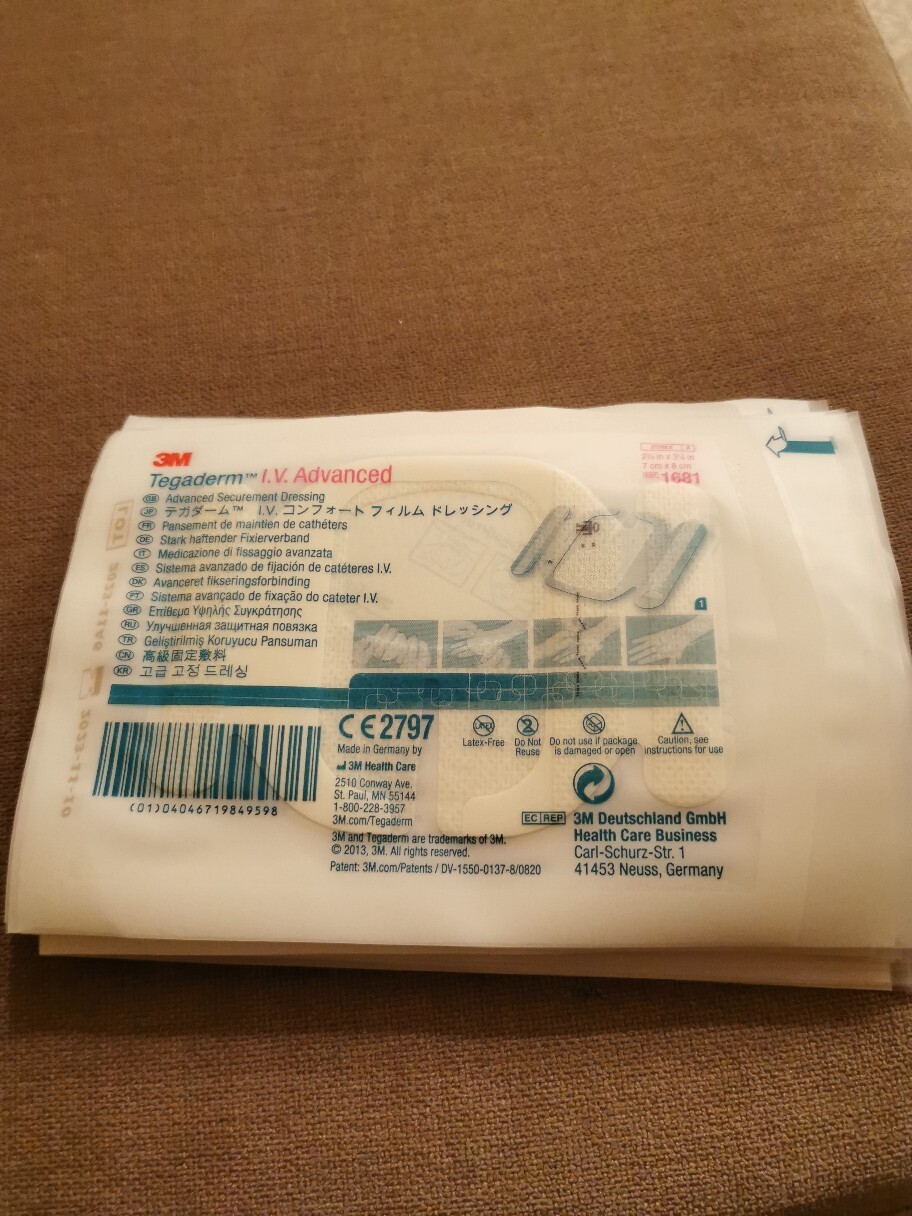 3M
Tegaderm™ I.V. Advanced
GB Advanced Securement Dressing
JP テガダーム™ I.V. コンフォート フィルム ドレッシング
FR Pansement de maintien de cathéters
DE Stark haftender Fixierverband
IT Medicazione di fissaggio avanzata
ES Sistema avanzado de fijación de catéteres I.V.
DK Avanceret fikseringsforbinding
PT Sistema avançado de fixação do cateter I.V.
GR Επίθεμα Υψηλής Συγκράτησης
RU Улучшенная защитная повязка
TR Geliştirilmiş Koruyucu Pansuman
CN 高級固定敷料
KR 고급 고정 드레싱
7 cm x 8 cm
1681
1
LOT
(01)04046719849598
CE 2797
Made in Germany by
3M Health Care
2510 Conway Ave.
St. Paul, MN 55144
1-800-228-3957
3M.com/Tegaderm
3M and Tegaderm are trademarks of 3M.
© 2013, 3M. All rights reserved.
Patent: 3M.com/Patents / DV-1550-0137-8/0820
LATEX
Latex-Free
2
Do Not
Reuse
Do not use if package
is damaged or open
Caution, see
instructions for use
EC REP
3M Deutschland GmbH
Health Care Business
Carl-Schurz-Str. 1
41453 Neuss, Germany